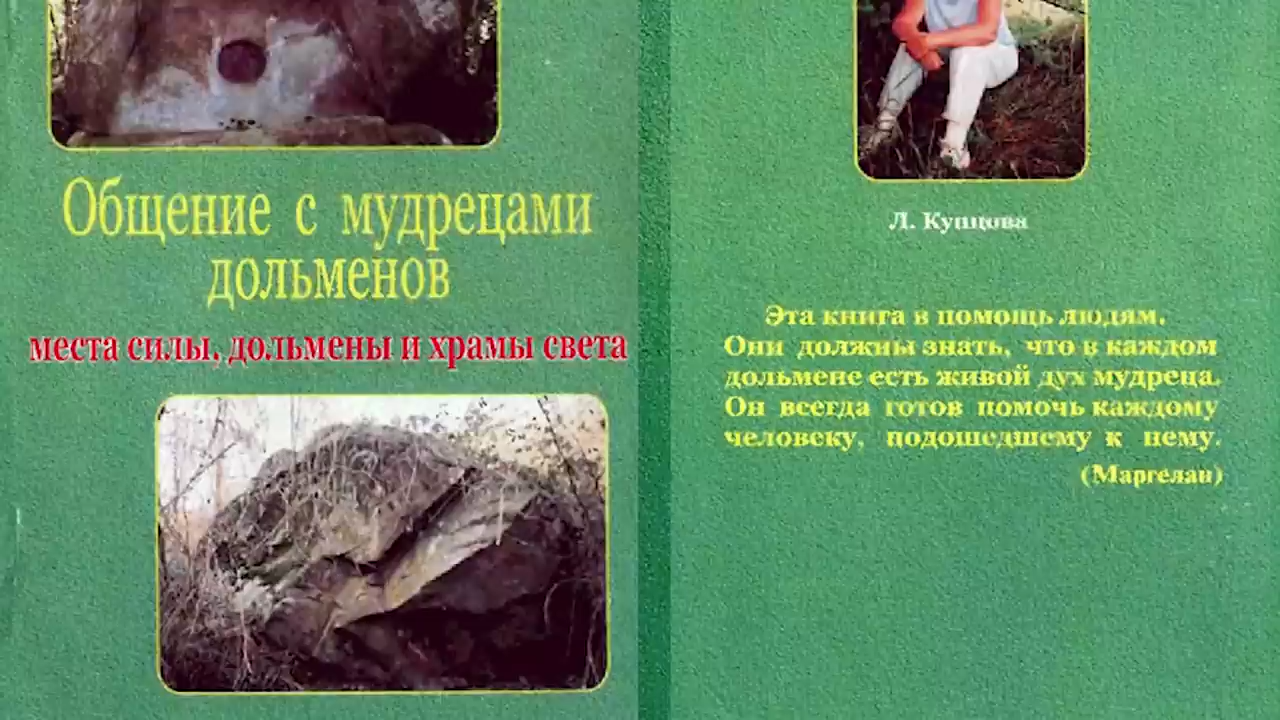 Общение с мудрецами
дольменов
места силы, дольмены и храмы света
Л. Купцова
Эта книга в помощь людям.
Они должны знать, что в каждом
дольмене есть живой дух мудреца.
Он всегда готов помочь каждому
человеку, подошедшему к нему.
(Маргелан)